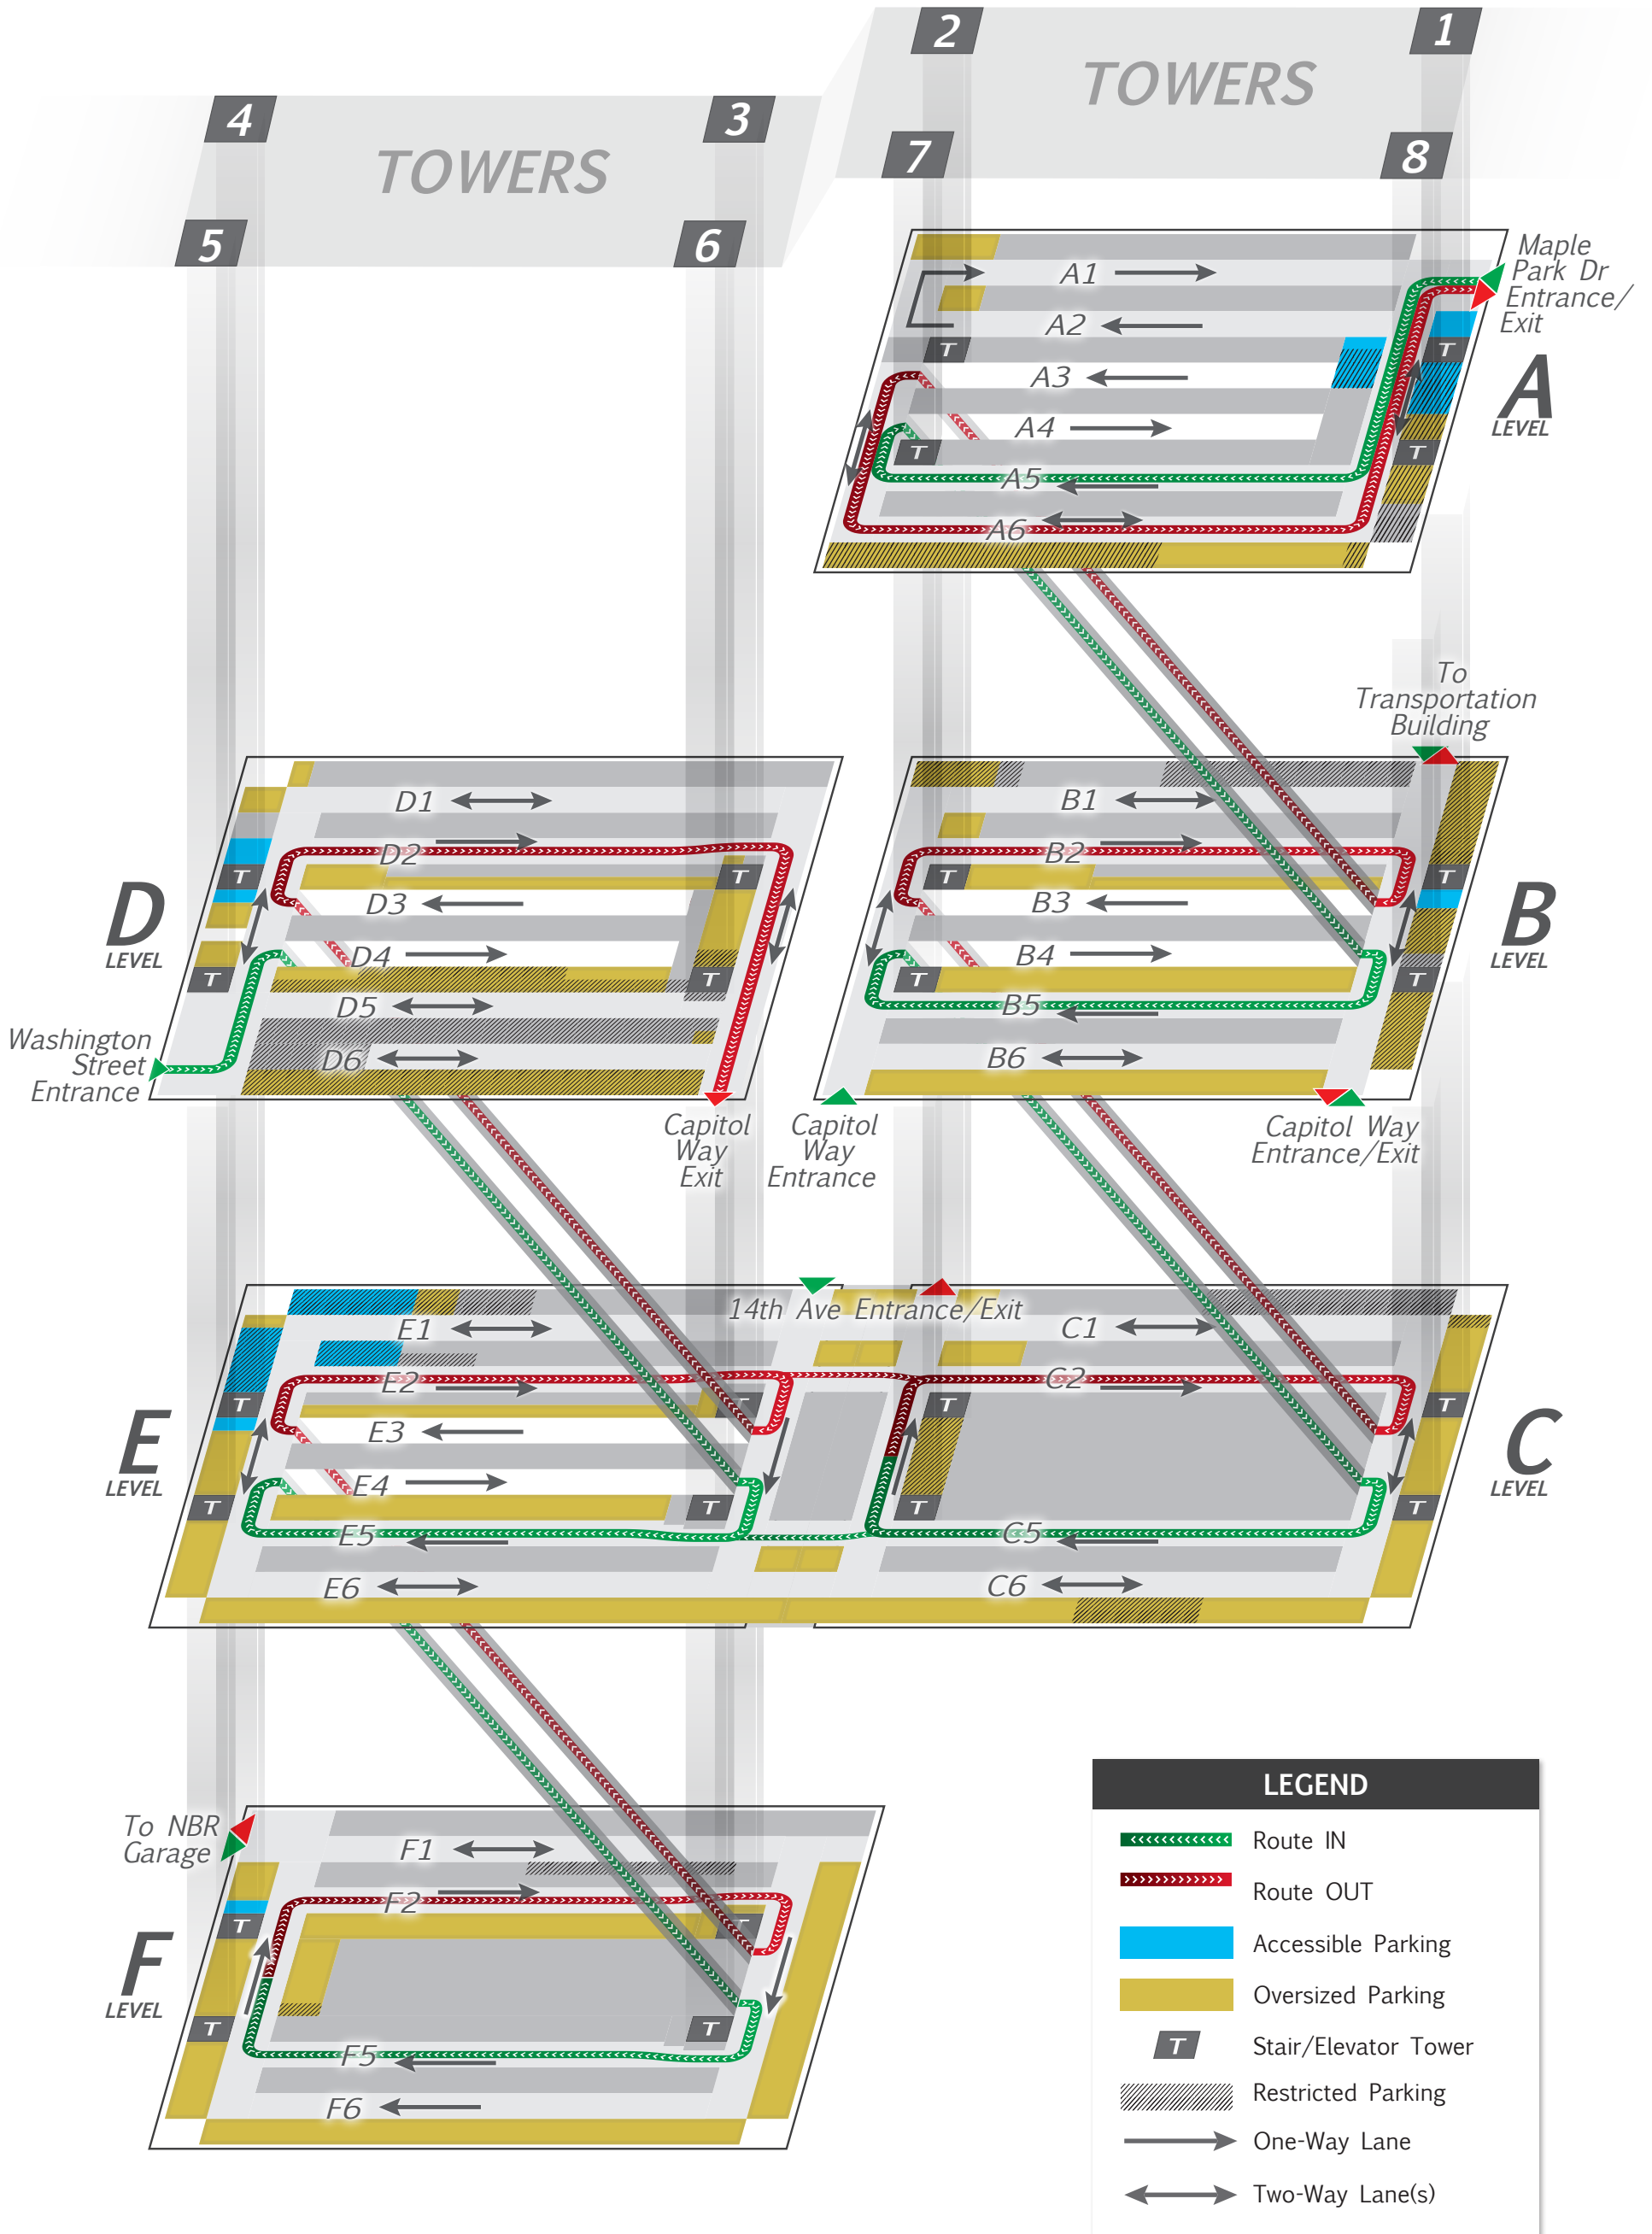 2
1
TOWERS
7
8
4
3
TOWERS
5
6
Maple
Park Dr
Entrance/
Exit
A1
A2
T
T
A3
A4
T
T
A5
A6
A
LEVEL
To
Transportation
Building
D1
D2
T
T
D3
D4
T
T
D5
D6
D
LEVEL
Washington
Street
Entrance
Capitol
Way
Exit
B1
B2
T
T
B3
B4
T
T
B5
B6
B
LEVEL
Capitol
Way
Entrance
Capitol Way
Entrance/Exit
14th Ave Entrance/Exit
E1
E2
T
T
E3
E4
T
T
E5
E6
E
LEVEL
C1
C2
T
T
T
T
C5
C6
C
LEVEL
To NBR
Garage
F1
F2
T
T
T
T
F5
F6
F
LEVEL
LEGEND
Route IN
Route OUT
Accessible Parking
Oversized Parking
T
Stair/Elevator Tower
Restricted Parking
One-Way Lane
Two-Way Lane(s)